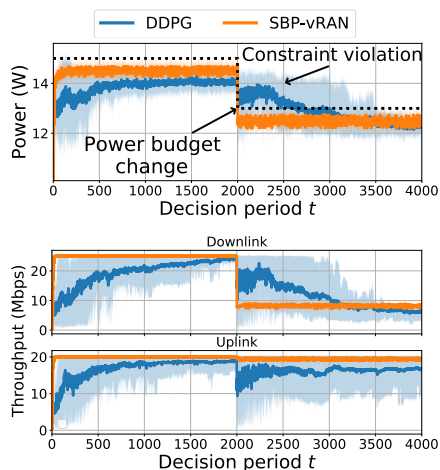 DDPG SBP-vRAN
Power (W)
14
12
Constraint violation
Power budget
change
0 500 1000 1500 2000 2500 3000 3500 4000
Decision period t
Downlink
Throughput (Mbps)
20
10
0
Uplink
20
10
0
0 500 1000 1500 2000 2500 3000 3500 4000
Decision period t